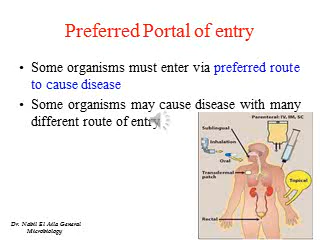 Preferred Portal of entry
• Some organisms must enter via preferred route
to cause disease
• Some organisms may cause disease with many
different route of entry
Parenteral: IV, IM, SC
Sublingual
Inhalation
Oral
Transdermal
patch
Topical
Rectal
Dr. Nabil El Aila General
Microbiology